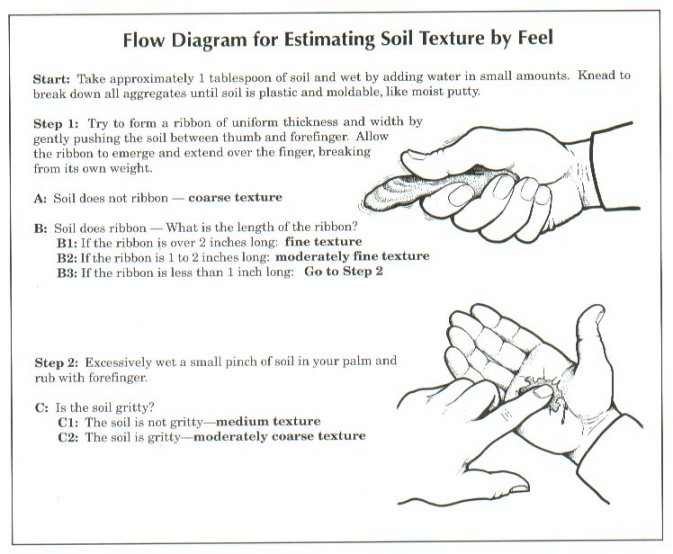 Flow Diagram for Estimating Soil Texture by Feel
Start: Take approximately 1 tablespoon of soil and wet by adding water in small amounts. Knead to
break down all aggregates until soil is plastic and moldable, like moist putty.
Step 1: Try to form a ribbon of uniform thickness and width by
gently pushing the soil between thumb and forefinger. Allow
the ribbon to emerge and extend over the finger, breaking
from its own weight.
A: Soil does not ribbon — coarse texture
B: Soil does ribbon — What is the length of the ribbon?
B1: If the ribbon is over 2 inches long: fine texture
B2: If the ribbon is 1 to 2 inches long: moderately fine texture
B3: If the ribbon is less than 1 inch long: Go to Step 2
Step 2: Excessively wet a small pinch of soil in your palm and
rub with forefinger.
C: Is the soil gritty?
C1: The soil is not gritty—medium texture
C2: The soil is gritty—moderately coarse texture